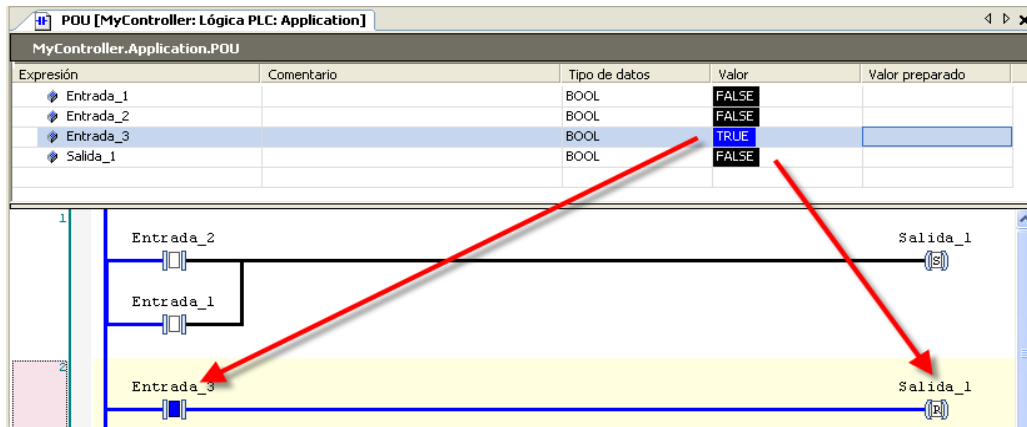 POU [MyController: Lógica PLC: Application]
MyController.Application.POU
Expresión Comentario Tipo de datos Valor Valor preparado
Entrada_1 BOOL FALSE
Entrada_2 BOOL FALSE
Entrada_3 BOOL TRUE
Salida_1 BOOL FALSE
1
Entrada_2 Salida_1
S
Entrada_1
2
Entrada_3 Salida_1
R